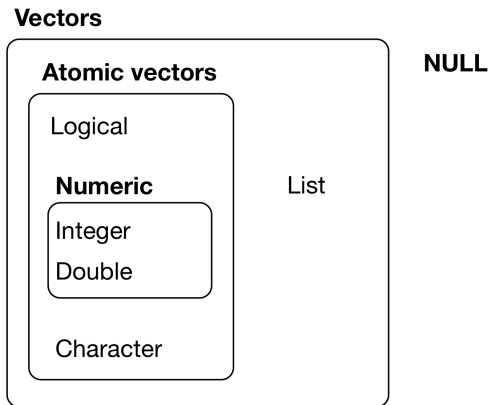 Vectors
NULL
Atomic vectors
Logical
Numeric
List
Integer
Double
Character